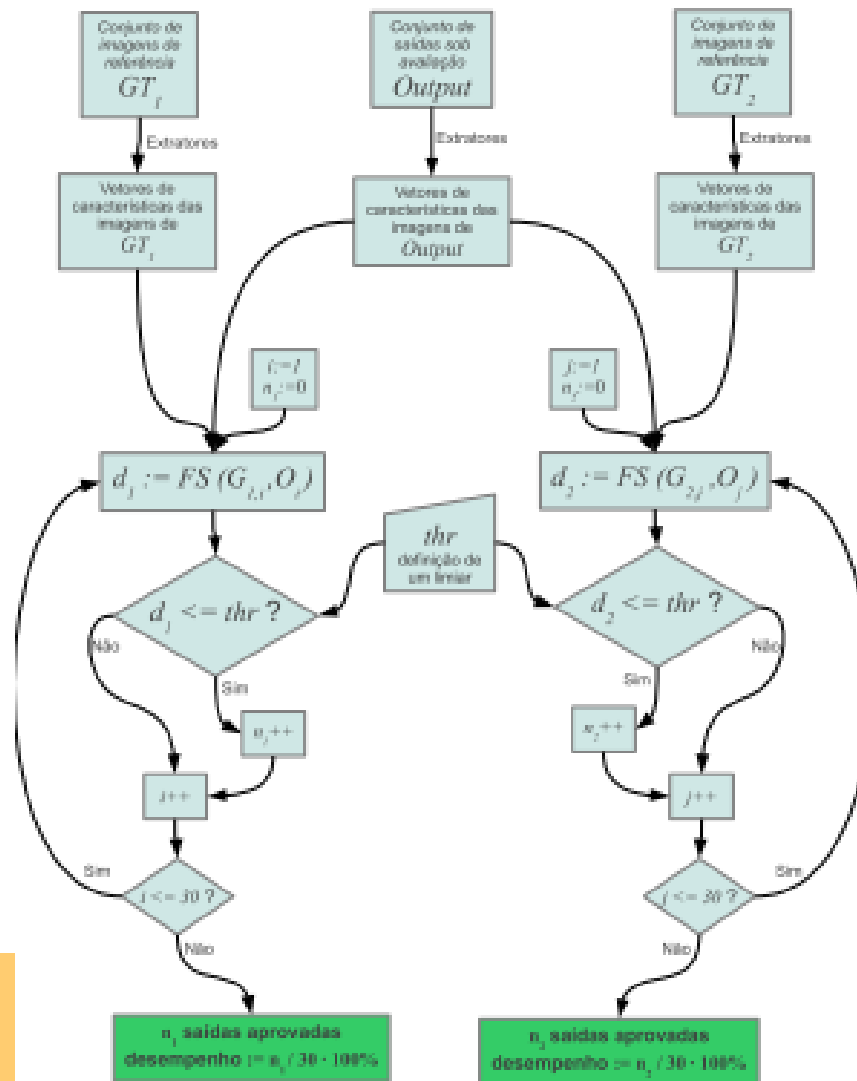 Conjunto de
imagens de
referência
GT₁
Conjunto de
saídas sob
avaliação
Output
Conjunto de
imagens de
referência
GT₂
Extratores
Extratores
Extratores
Vetores de
características das
imagens de
GT₁
Vetores de
características das
imagens de
Output
Vetores de
características das
imagens de
GT₂
i:=1
n₁:=0
j:=1
n₂:=0
d₁ := FS (G₁,ᵢ ,Oᵢ)
d₂ := FS (G₂,ⱼ ,Oⱼ)
thr
definição de
um limiar
d₁ <= thr ?
d₂ <= thr ?
Não
Sim
Sim
Não
n₁++
n₂++
i++
j++
Sim
i <= 30 ?
j <= 30 ?
Sim
Não
Não
n₁ saídas aprovadas
desempenho := n₁ / 30 · 100%
n₂ saídas aprovadas
desempenho := n₂ / 30 · 100%